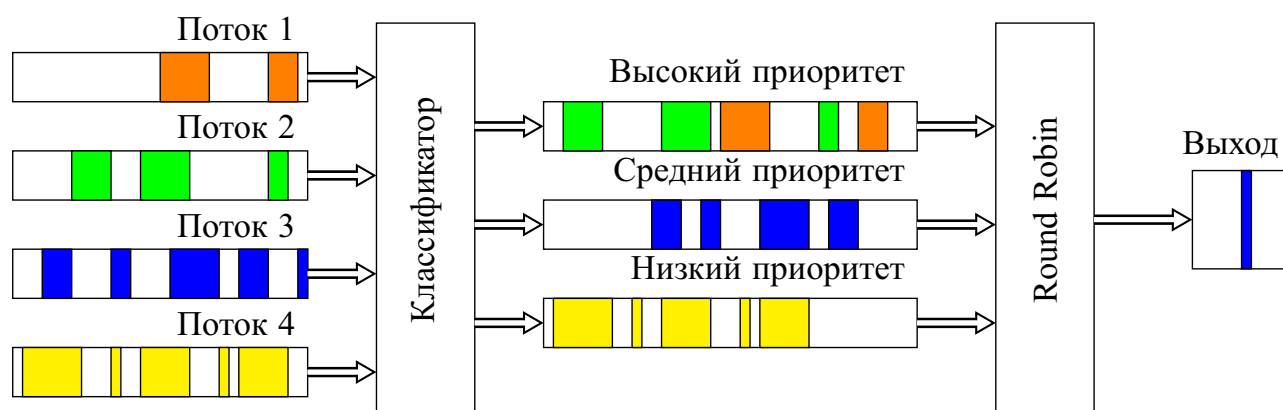 Поток 1
Поток 2
Поток 3
Поток 4
Классификатор
Высокий приоритет
Средний приоритет
Низкий приоритет
Round Robin
Выход